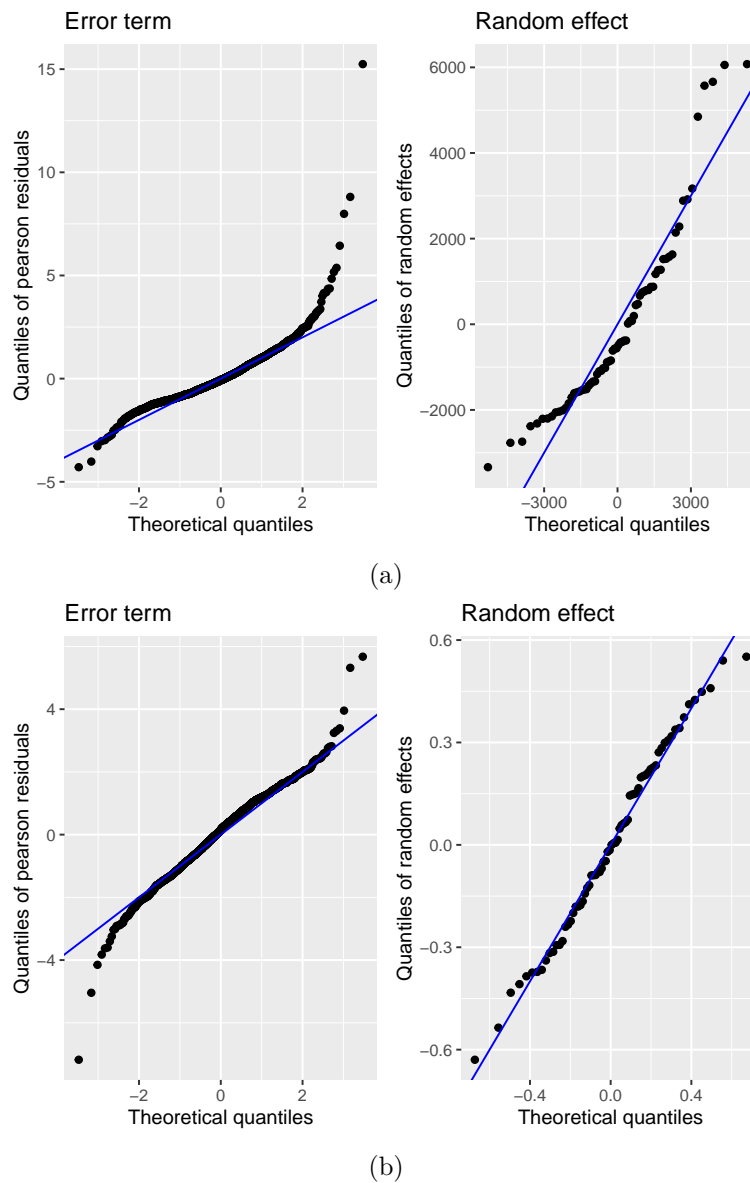 Error term
Random effect
Quantiles of pearson residuals
15
10
5
0
−5
−2
0
2
Theoretical quantiles
Quantiles of random effects
6000
4000
2000
0
−2000
−3000
0
3000
Theoretical quantiles
(a)
Error term
Random effect
Quantiles of pearson residuals
4
0
−4
−2
0
2
Theoretical quantiles
Quantiles of random effects
0.6
0.3
0.0
−0.3
−0.6
−0.4
0.0
0.4
Theoretical quantiles
(b)